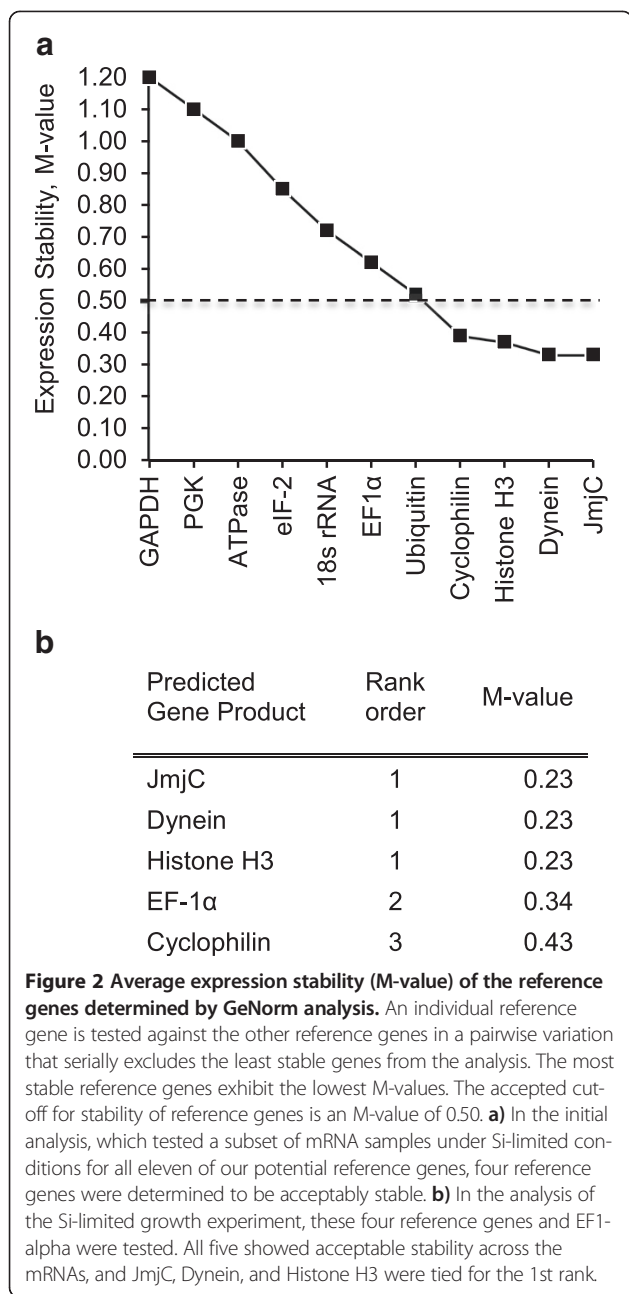 a
Expression Stability, M-value
1.20
1.10
1.00
0.90
0.80
0.70
0.60
0.50
0.40
0.30
0.20
0.10
0.00
GAPDH
PGK
ATPase
eIF-2
18s rRNA
EF1α
Ubiquitin
Cyclophilin
Histone H3
Dynein
JmjC
b
Predicted Gene Product Rank order M-value
JmjC 1 0.23
Dynein 1 0.23
Histone H3 1 0.23
EF-1α 2 0.34
Cyclophilin 3 0.43
Figure 2 Average expression stability (M-value) of the reference
genes determined by GeNorm analysis. An individual reference
gene is tested against the other reference genes in a pairwise variation
that serially excludes the least stable genes from the analysis. The most
stable reference genes exhibit the lowest M-values. The accepted cut-
off for stability of reference genes is an M-value of 0.50. a) In the initial
analysis, which tested a subset of mRNA samples under Si-limited con-
ditions for all eleven of our potential reference genes, four reference
genes were determined to be acceptably stable. b) In the analysis of
the Si-limited growth experiment, these four reference genes and EF1-
alpha were tested. All five showed acceptable stability across the
mRNAs, and JmjC, Dynein, and Histone H3 were tied for the 1st rank.